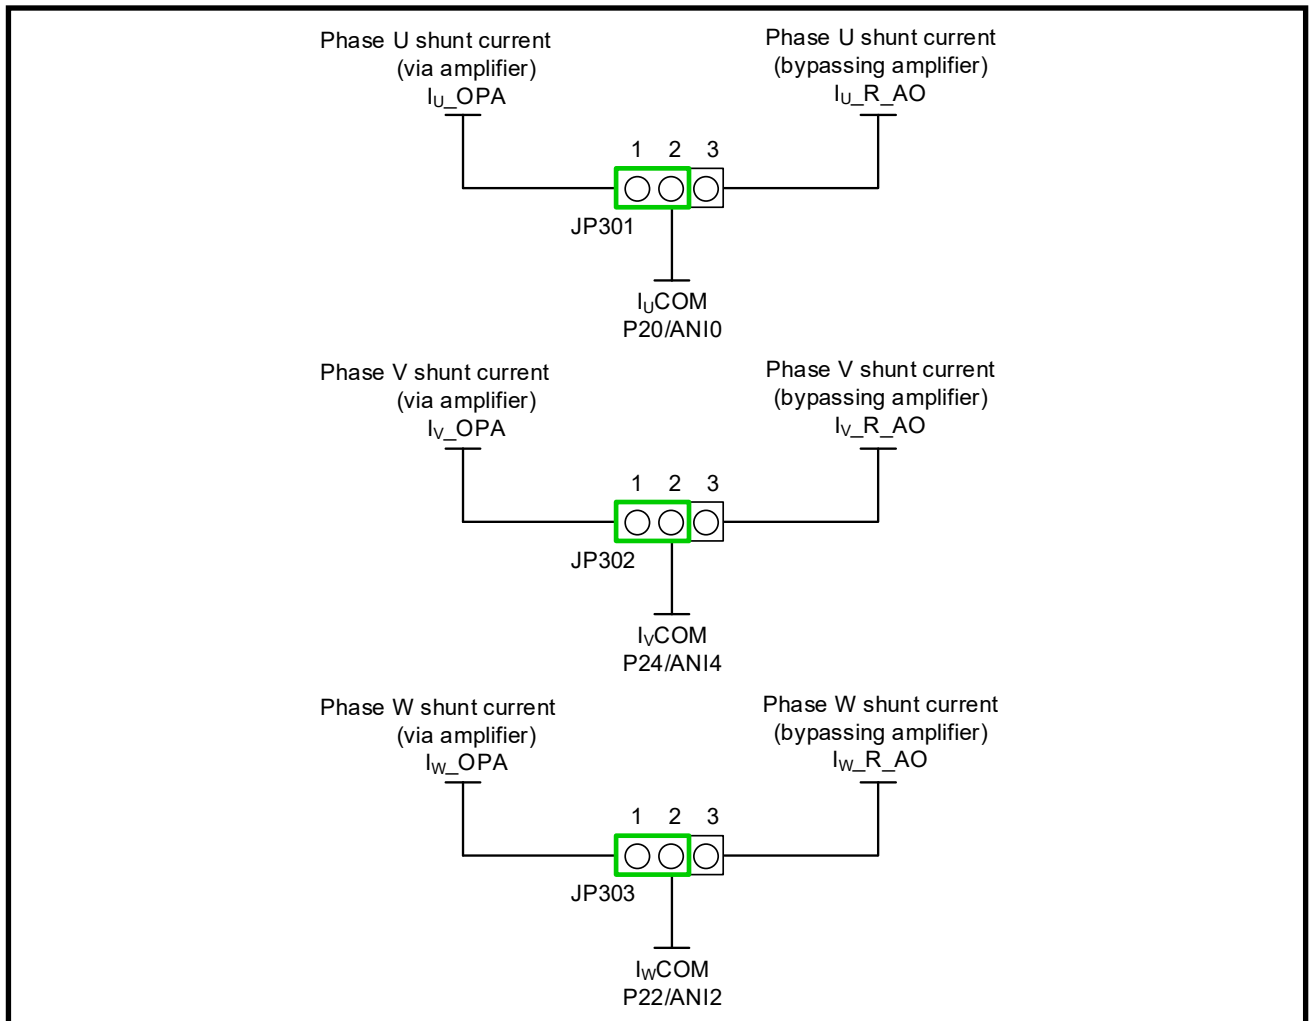 Phase U shunt current
(via amplifier)
IU_OPA
Phase U shunt current
(bypassing amplifier)
IU_R_AO
1 2 3
JP301
IUCOM
P20/ANI0
Phase V shunt current
(via amplifier)
IV_OPA
Phase V shunt current
(bypassing amplifier)
IV_R_AO
1 2 3
JP302
IVCOM
P24/ANI4
Phase W shunt current
(via amplifier)
IW_OPA
Phase W shunt current
(bypassing amplifier)
IW_R_AO
1 2 3
JP303
IWCOM
P22/ANI2